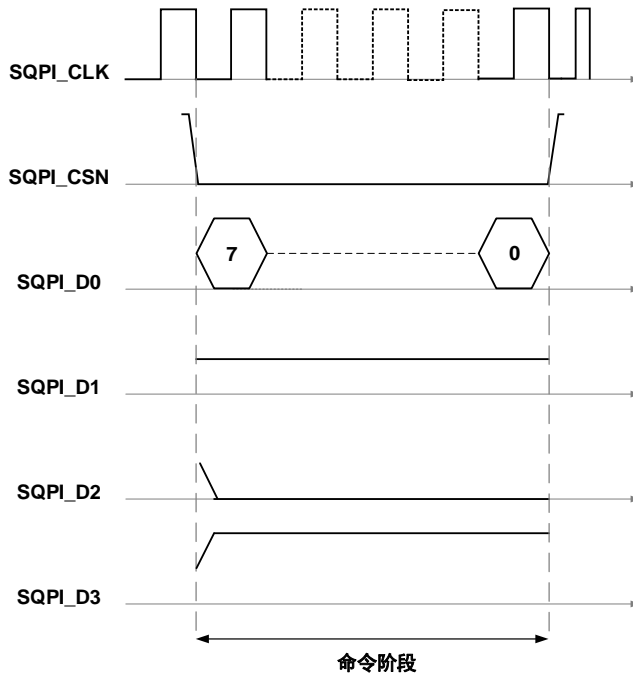 SQPI_CLK
SQPI_CSN
7
0
SQPI_D0
SQPI_D1
SQPI_D2
SQPI_D3
命令阶段